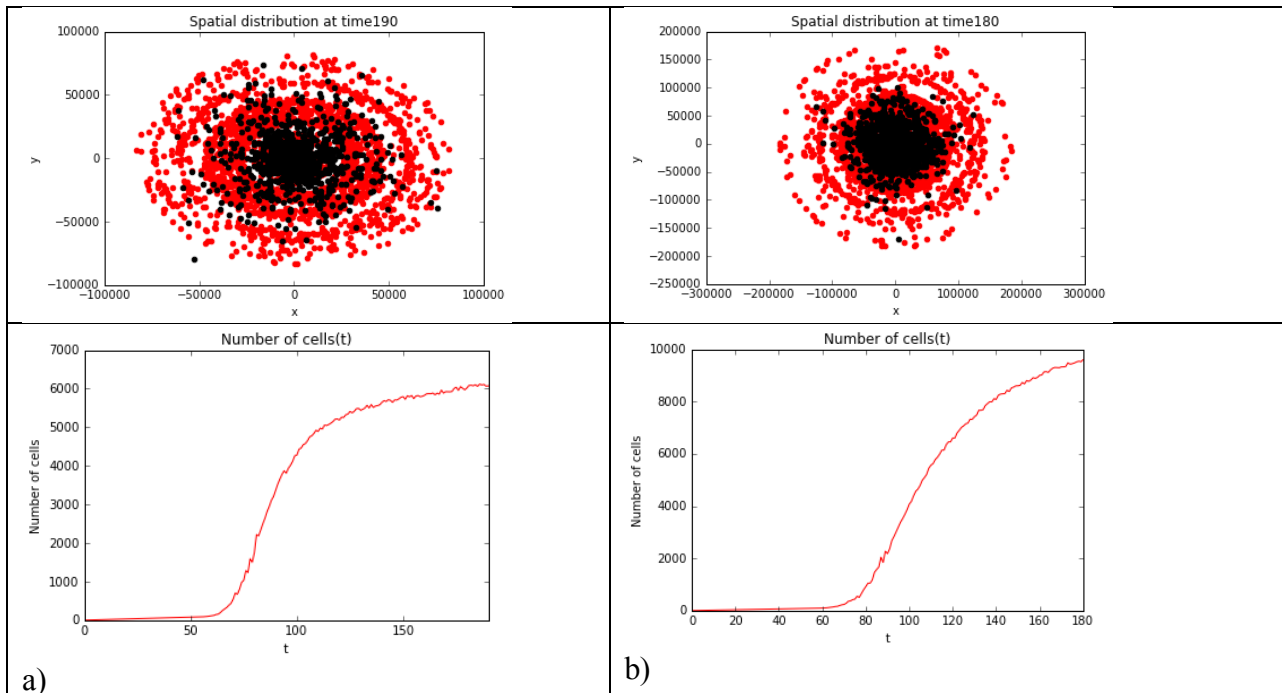 Spatial distribution at time190
100000
50000
0
−50000
−100000
y
−100000 −50000 0 50000 100000
x
Spatial distribution at time180
200000
150000
100000
50000
0
−50000
−100000
−150000
−200000
−250000
y
−300000 −200000 −100000 0 100000 200000 300000
x
Number of cells(t)
7000
6000
5000
4000
3000
2000
1000
0
Number of cells
0 50 100 150
t
a)
Number of cells(t)
10000
8000
6000
4000
2000
0
Number of cells
0 20 40 60 80 100 120 140 160 180
t
b)